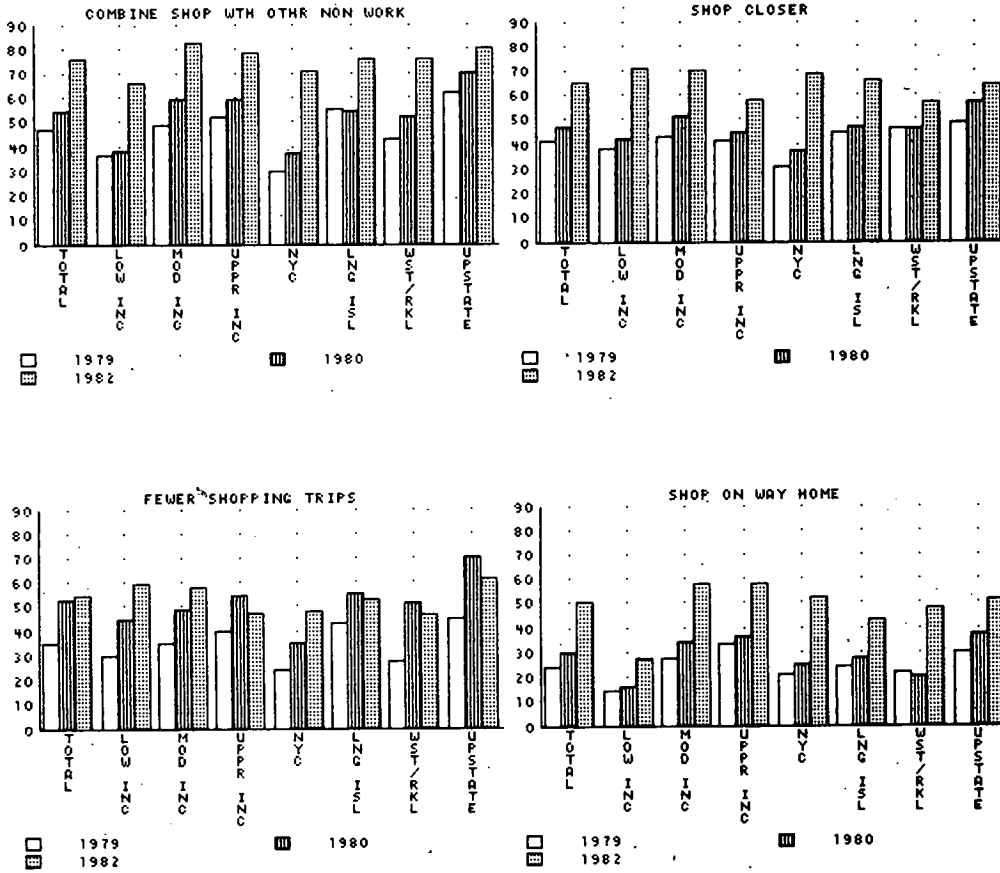 COMBINE SHOP WTH OTHR NON WORK
90
80
70
60
50
40
30
20
10
0
TOTAL
LOW INC
MOD INC
UPPR INC
NYC
LNG ISL
WST/RKL
UPSTATE
1979
1980
1982
SHOP CLOSER
90
80
70
60
50
40
30
20
10
0
TOTAL
LOW INC
MOD INC
UPPR INC
NYC
LNG ISL
WST/RKL
UPSTATE
1979
1980
1982
FEWER SHOPPING TRIPS
90
80
70
60
50
40
30
20
10
0
TOTAL
LOW INC
MOD INC
UPPR INC
NYC
LNG ISL
WST/RKL
UPSTATE
1979
1980
1982
SHOP ON WAY HOME
90
80
70
60
50
40
30
20
10
0
TOTAL
LOW INC
MOD INC
UPPR INC
NYC
LNG ISL
WST/RKL
UPSTATE
1979
1980
1982